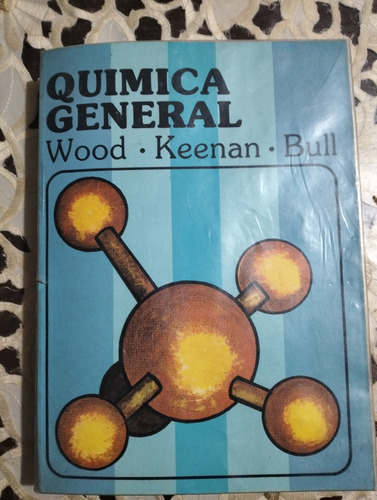 QUIMICA
GENERAL
Wood · Keenan · Bull